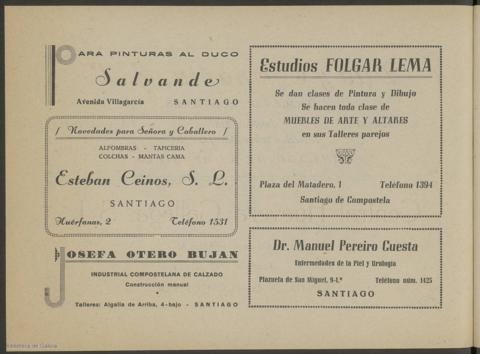 PARA PINTURAS AL DUCO
Salvande
Avenida Villagarcía SANTIAGO
/ Novedades para Señora y Caballero /
ALFOMBRAS - TAPICERIA
COLCHAS - MANTAS CAMA
Esteban Ceinos, S. L.
SANTIAGO
Huérfanas, 2 Teléfono 1531
JOSEFA OTERO BUJAN
INDUSTRIAL COMPOSTELANA DE CALZADO
Construcción manual
Talleres: Algalia de Arriba, 4-bajo - SANTIAGO
Estudios FOLGAR LEMA
Se dan clases de Pintura y Dibujo
Se hacen toda clase de
MUEBLES DE ARTE Y ALTARES
en sus Talleres parejos
Plaza del Matadero, 1 Teléfono 1394
Santiago de Compostela
Dr. Manuel Pereiro Cuesta
Enfermedades de la Piel y Urología
Plazuela de San Miguel, 9-1.º Teléfono núm. 1425
SANTIAGO
Biblioteca de Galicia